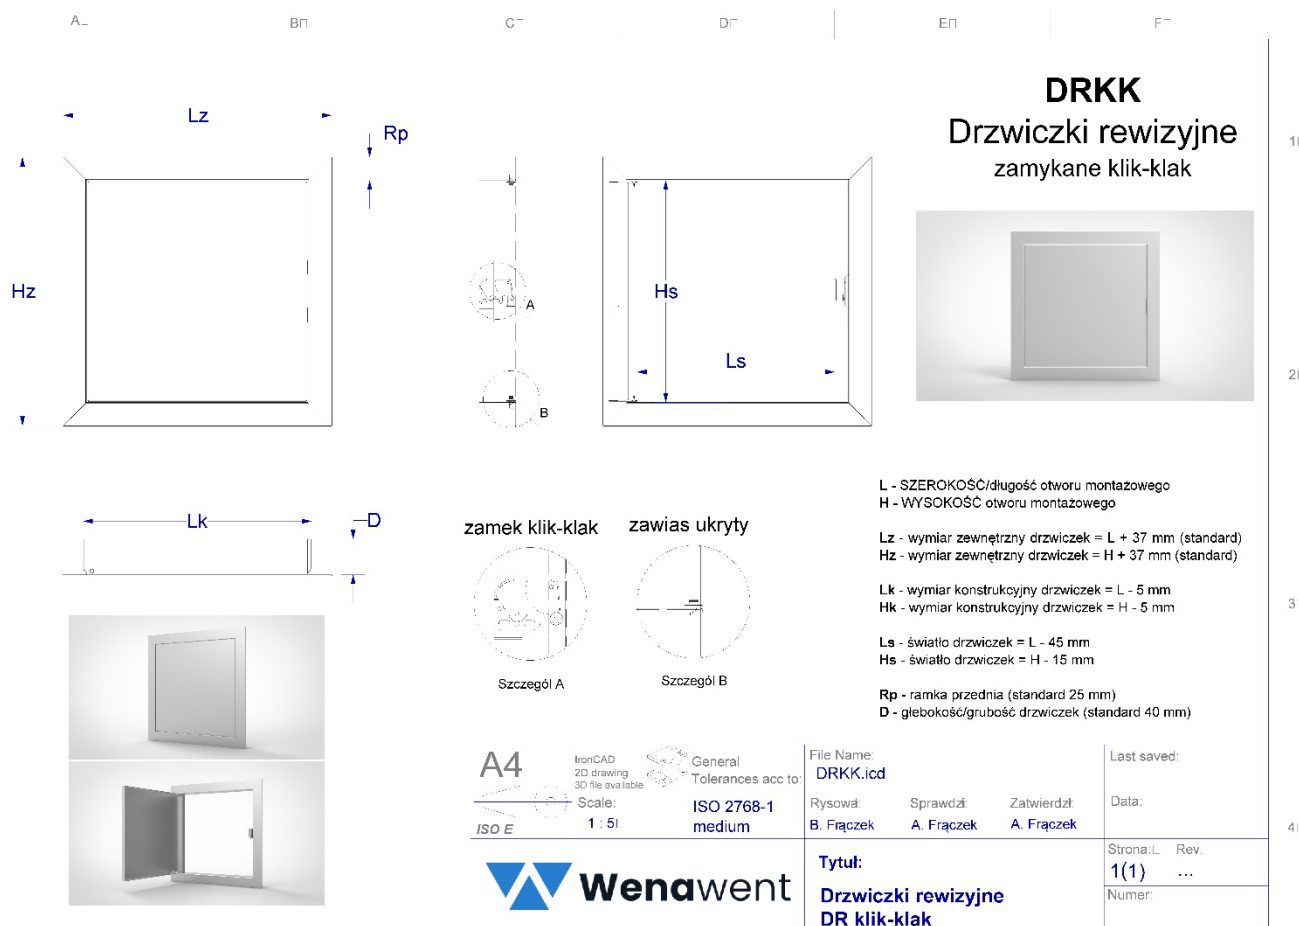 A
B
C
D
E
F
DRKK
Drzwiczki rewizyjne
zamykane klik-klak
1
2
3
4
Lz
Rp
Hz
A
B
Hs
Ls
Lk
D
zamek klik-klak
zawias ukryty
Szczegól A
Szczegól B
L - SZEROKOŚĆ/długość otworu montażowego
H - WYSOKOŚĆ otworu montażowego
Lz - wymiar zewnętrzny drzwiczek = L + 37 mm (standard)
Hz - wymiar zewnętrzny drzwiczek = H + 37 mm (standard)
Lk - wymiar konstrukcyjny drzwiczek = L - 5 mm
Hk - wymiar konstrukcyjny drzwiczek = H - 5 mm
Ls - światło drzwiczek = L - 45 mm
Hs - światło drzwiczek = H - 15 mm
Rp - ramka przednia (standard 25 mm)
D - głebokość/grubość drzwiczek (standard 40 mm)
A4
IronCAD
2D drawing
3D file available
General
Tolerances acc to:
ISO 2768-1
medium
Scale:
1 : 5
ISO E
File Name:
DRKK.icd
Last saved:
Rysował: Sprawdził: Zatwierdził:
B. Frączek A. Frączek A. Frączek
Data:
Wenawent
Tytuł:
Drzwiczki rewizyjne
DR klik-klak
Strona: Rev.
1(1) ...
Numer: